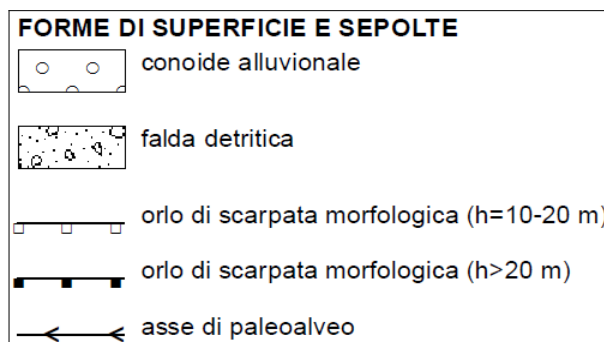 FORME DI SUPERFICIE E SEPOLTE
conoide alluvionale
falda detritica
orlo di scarpata morfologica (h=10-20 m)
orlo di scarpata morfologica (h>20 m)
asse di paleoalveo